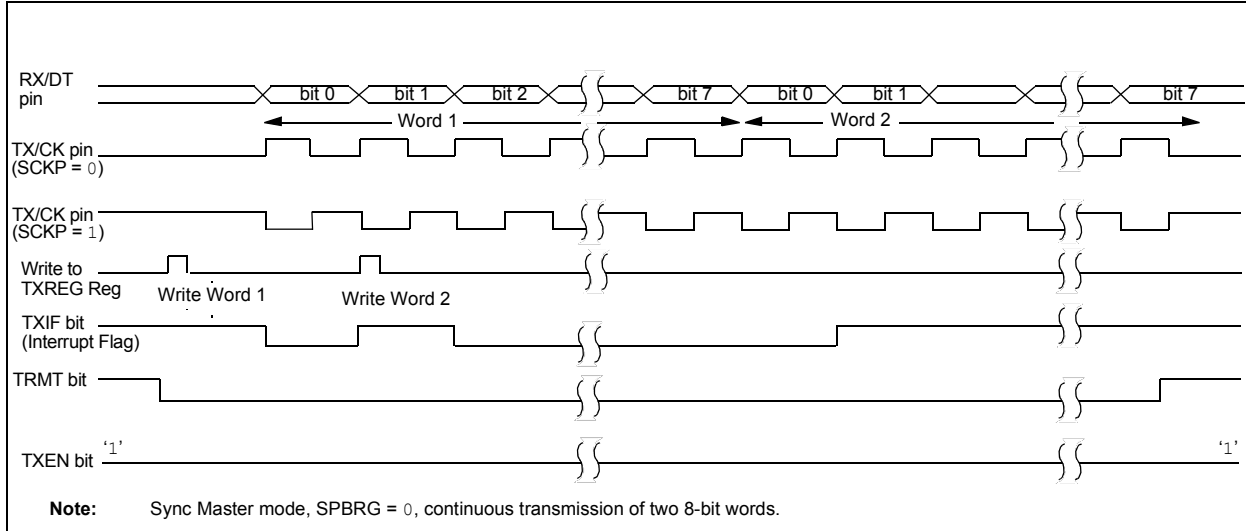 RX/DT
pin
bit 0 bit 1 bit 2 bit 7 bit 0 bit 1 bit 7
Word 1 Word 2
TX/CK pin
(SCKP = 0)
TX/CK pin
(SCKP = 1)
Write to
TXREG Reg
Write Word 1 Write Word 2
TXIF bit
(Interrupt Flag)
TRMT bit
TXEN bit ‘1’ ‘1’
Note: Sync Master mode, SPBRG = 0, continuous transmission of two 8-bit words.